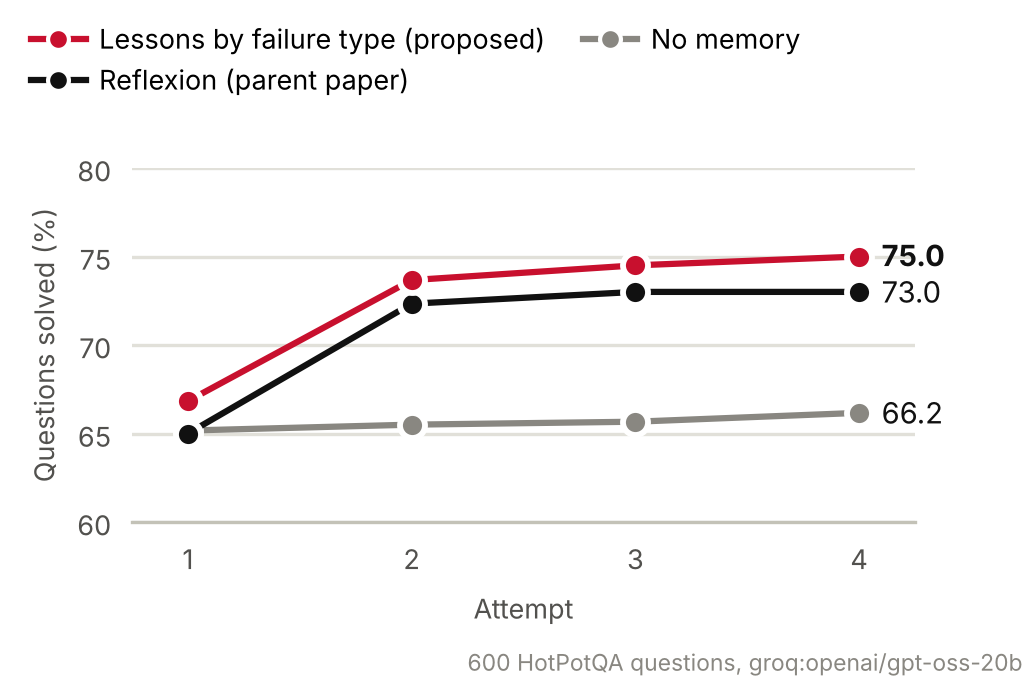 Lessons by failure type (proposed)
No memory
Reflexion (parent paper)
80
75
70
65
60
Questions solved (%)
75.0
73.0
66.2
1
2
3
4
Attempt
600 HotPotQA questions, groq:openai/gpt-oss-20b